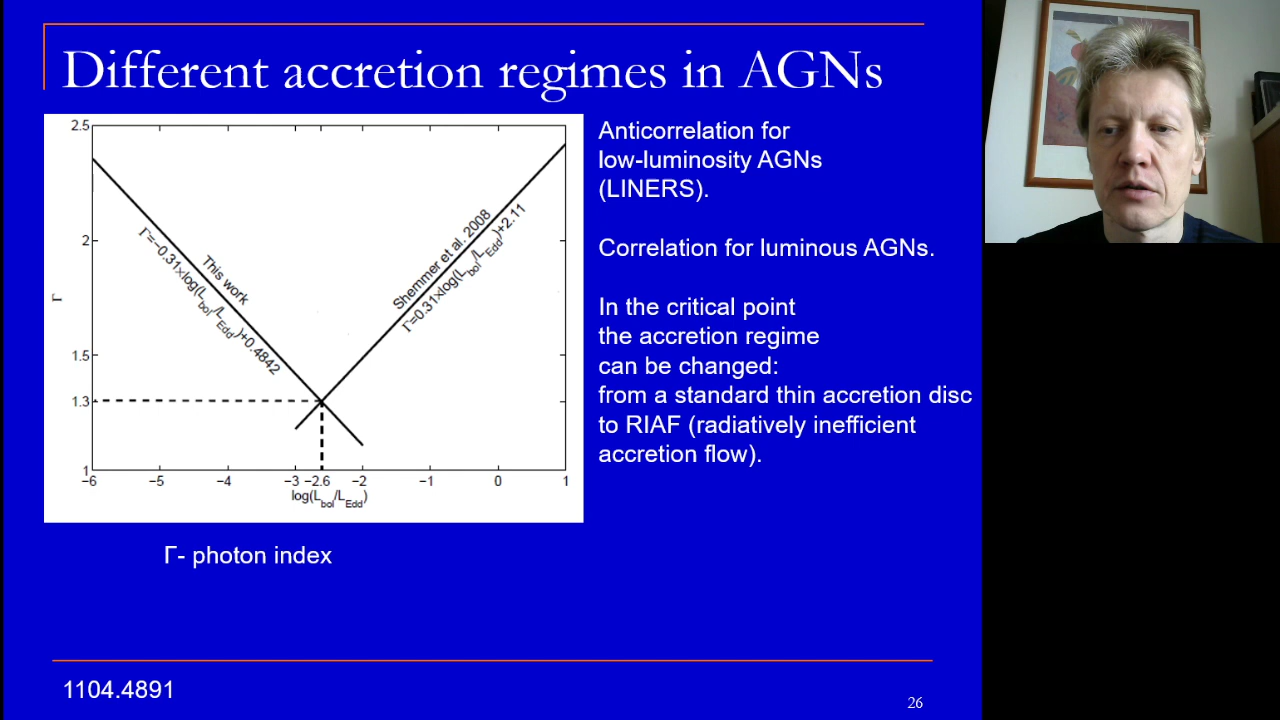 Different accretion regimes in AGNs
2.5
2
1.5
1.3
1
Γ
−6
−5
−4
−3
−2.6
−2
−1
0
1
log(L_bol/L_Edd)
This work
Γ=−0.31×log(L_bol/L_Edd)+0.4842
Shemmer et al. 2008
Γ=0.31×log(L_bol/L_Edd)+2.11
Γ- photon index
Anticorrelation for
low-luminosity AGNs
(LINERS).
Correlation for luminous AGNs.
In the critical point
the accretion regime
can be changed:
from a standard thin accretion disc
to RIAF (radiatively inefficient
accretion flow).
1104.4891
26